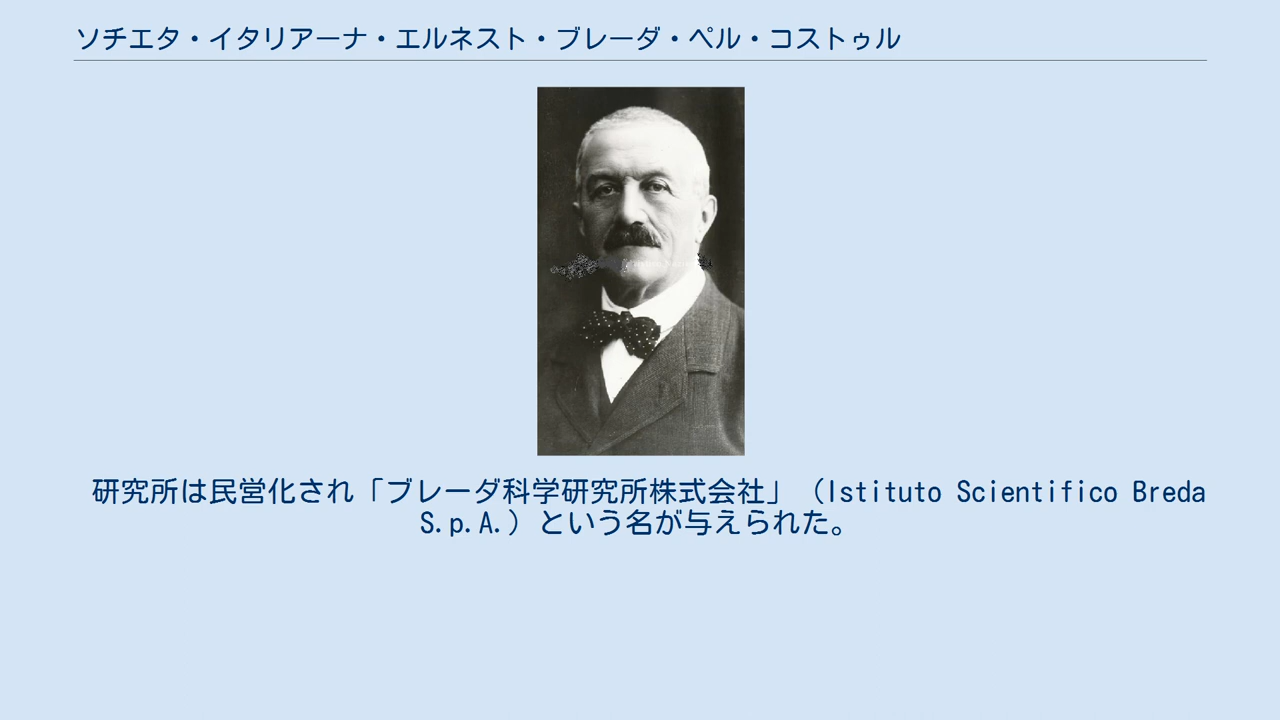 ソチエタ・イタリアーナ・エルネスト・ブレーダ・ペル・コストゥル
研究所は民営化され「ブレーダ科学研究所株式会社」（Istituto Scientifico Breda
S.p.A.）という名が与えられた。